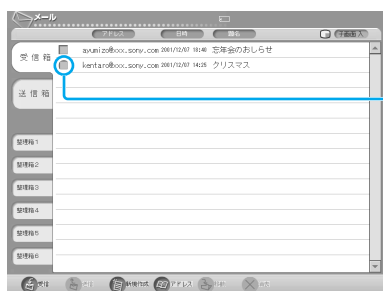 メール
アドレス 日時 題名
受信箱 ayumizo@xxx.sony.com 2001/12/07 18:40 忘年会のおしらせ
kentaro@xxx.sony.com 2001/12/07 14:25 クリスマス
送信箱
整理箱1
整理箱2
整理箱3
整理箱4
整理箱5
整理箱6
受信 新規作成 アドレス